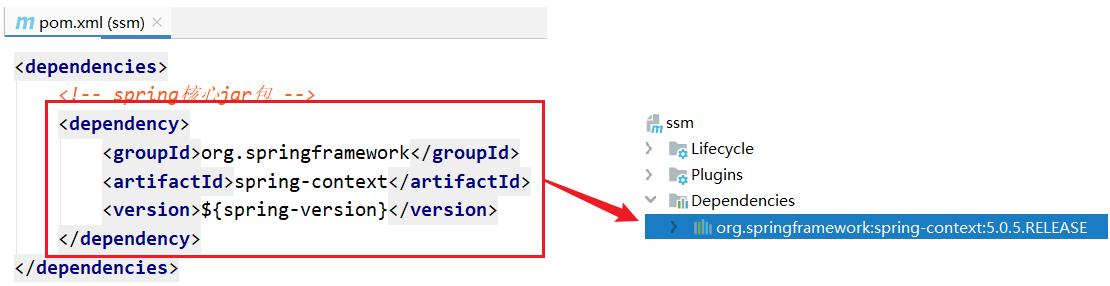 pom.xml (ssm)
<dependencies>
<!-- spring核心jar包 -->
<dependency>
<groupId>org.springframework</groupId>
<artifactId>spring-context</artifactId>
<version>${spring-version}</version>
</dependency>
</dependencies>
ssm
Lifecycle
Plugins
Dependencies
org.springframework:spring-context:5.0.5.RELEASE